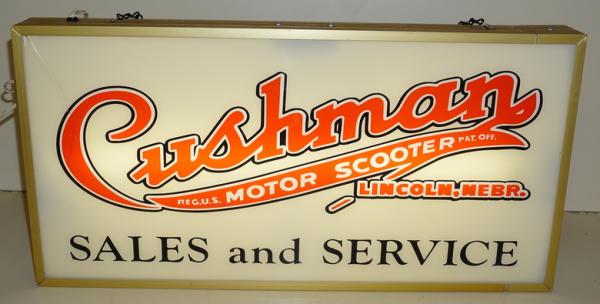 Cushman
REG.U.S. MOTOR SCOOTER PAT. OFF.
LINCOLN, NEBR.
SALES and SERVICE